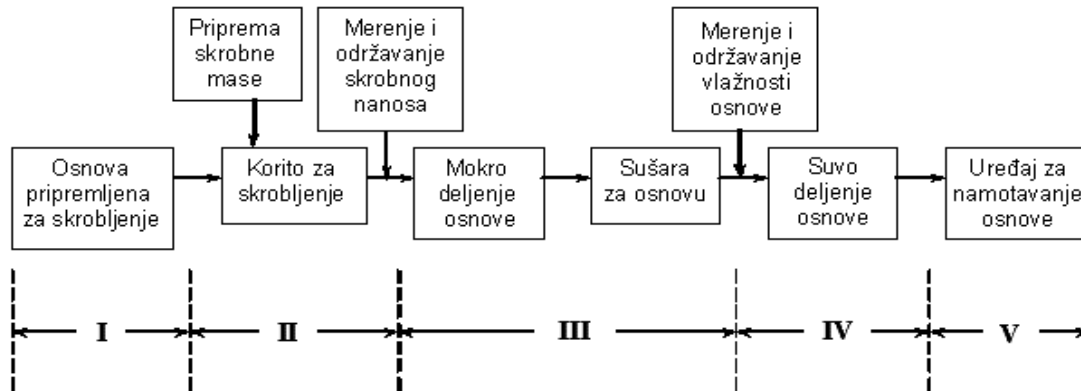 Priprema
skrobne
mase
Merenje i
održavanje
skrobnog
nanosa
Merenje i
održavanje
vlažnosti
osnove
Osnova
pripremljena
za skrobljenje
Korito za
skrobljenje
Mokro
deljenje
osnove
Sušara
za osnovu
Suvo
deljenje
osnove
Uređaj za
namotavanje
osnove
I
II
III
IV
V